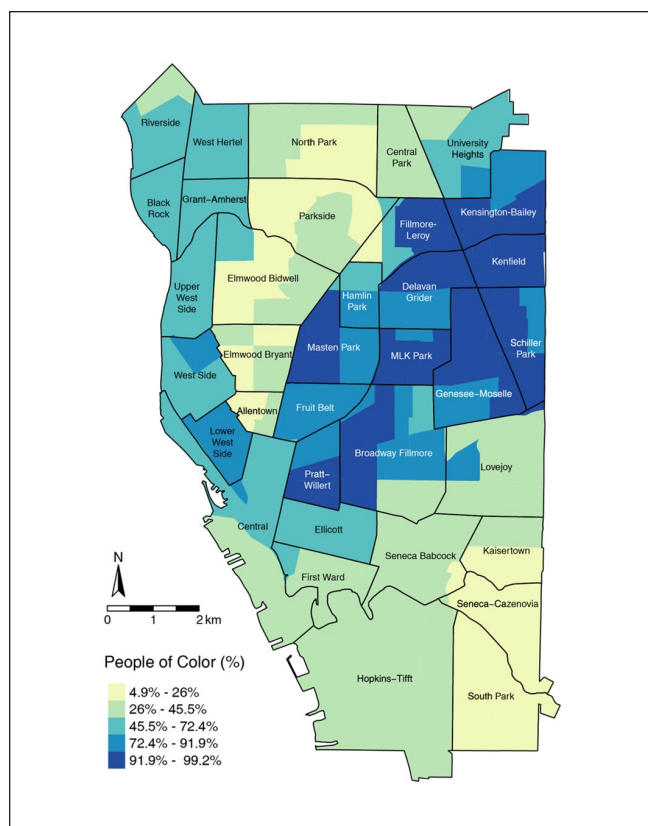 Riverside
West Hertel
North Park
Central
Park
University
Heights
Black
Rock
Grant-Amherst
Parkside
Fillmore-
Leroy
Kensington-Bailey
Kenfield
Upper
West
Side
Elmwood Bidwell
Hamlin
Park
Delavan
Grider
Schiller
Park
West Side
Elmwood Bryant
Masten Park
MLK Park
Genesee-Moselle
Allentown
Fruit Belt
Lower
West
Side
Broadway Fillmore
Lovejoy
Pratt-
Willert
Central
Ellicott
Seneca Babcock
Kaisertown
First Ward
Seneca-Cazenovia
Hopkins-Tifft
South Park
N
0 1 2 km
People of Color (%)
4.9% - 26%
26% - 45.5%
45.5% - 72.4%
72.4% - 91.9%
91.9% - 99.2%